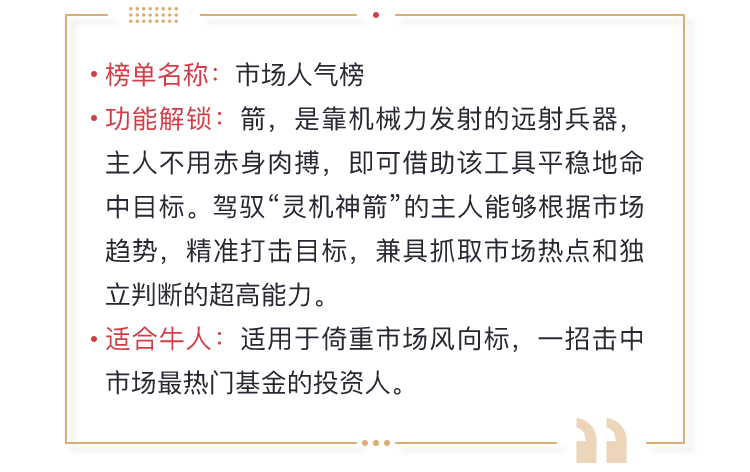 • 榜单名称：市场人气榜
• 功能解锁：箭，是靠机械力发射的远射兵器，
主人不用赤身肉搏，即可借助该工具平稳地命
中目标。驾驭“灵机神箭”的主人能够根据市场
趋势，精准打击目标，兼具抓取市场热点和独
立判断的超高能力。
• 适合牛人：适用于倚重市场风向标，一招击中
市场最热门基金的投资人。